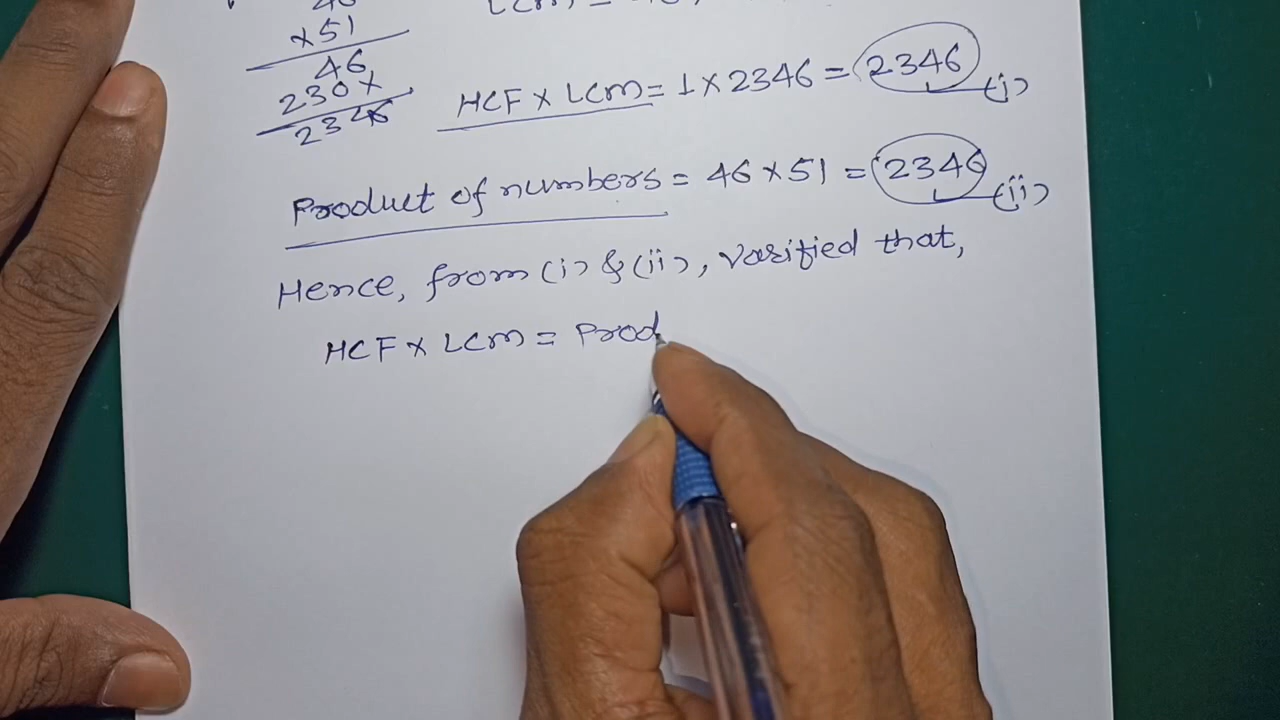 ×51
46
230×
2346
HCF × LCM = 1 × 2346 = 2346 (i)
Product of numbers = 46 × 51 = 2346 (ii)
Hence, from (i) & (ii), varified that,
HCF × LCM = Prod